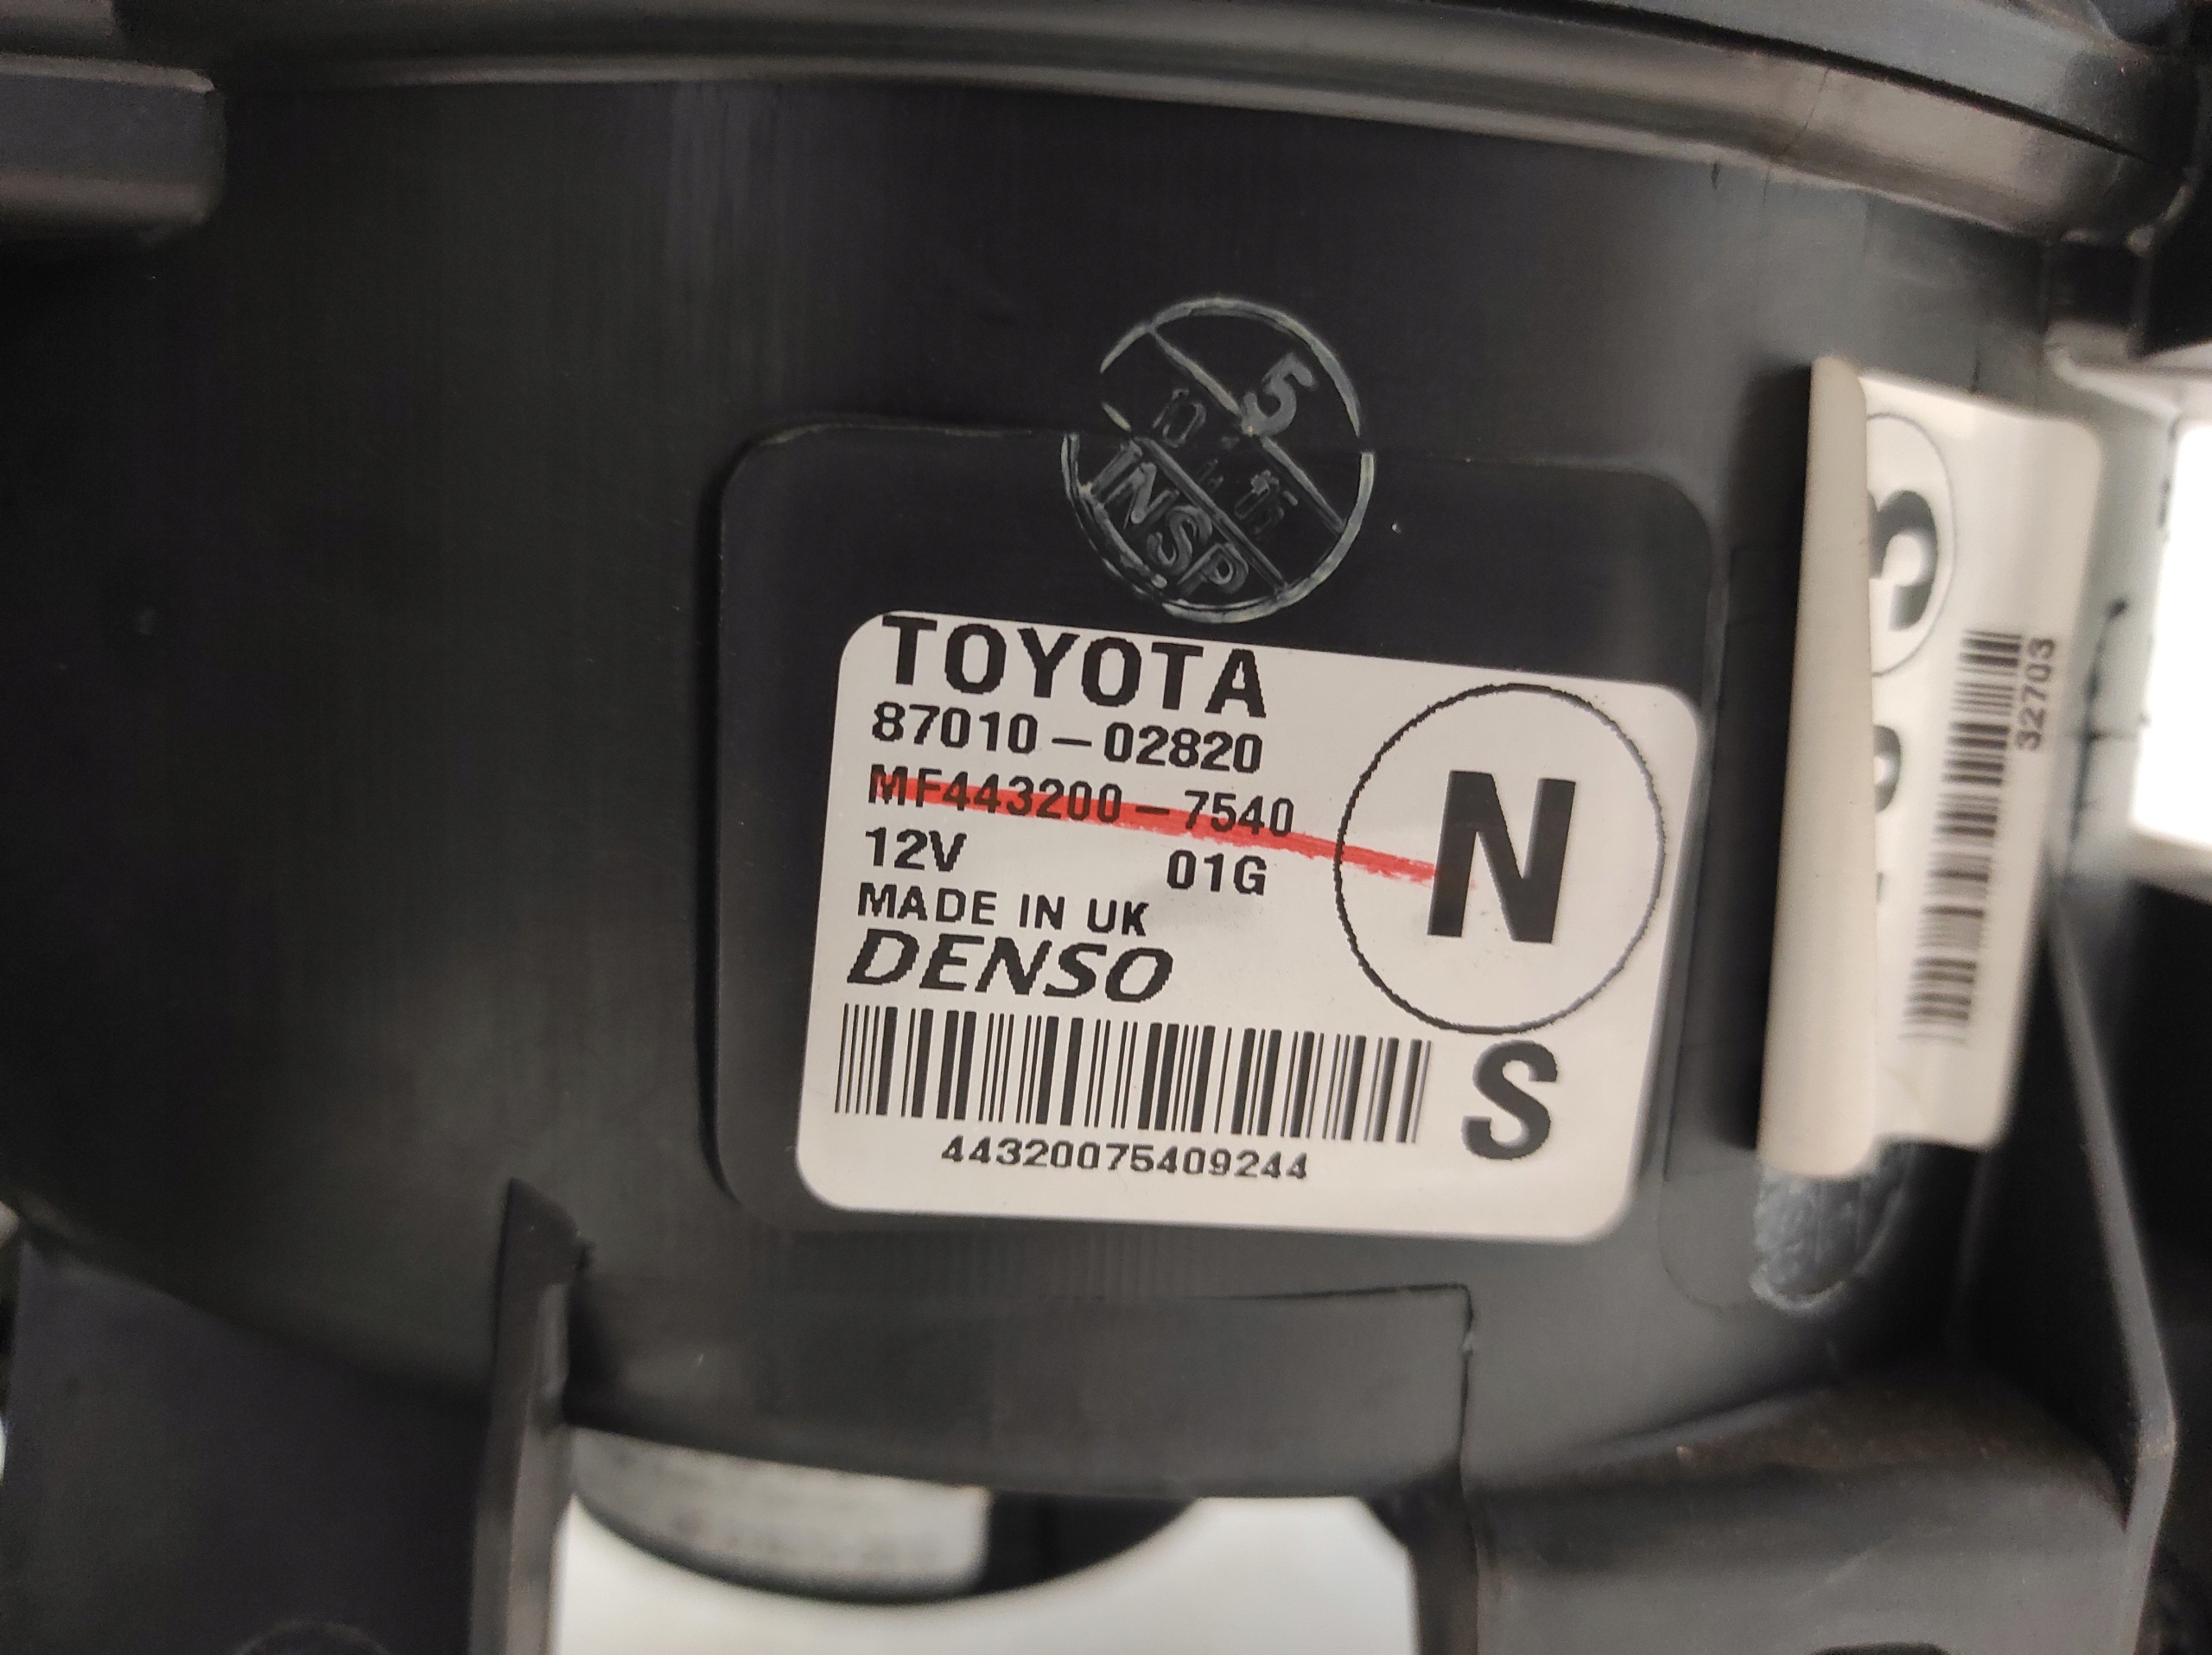 5
INSP
TOYOTA
87010-02820
MF443200-7540
12V 01G
MADE IN UK
DENSO
N
S
44320075409244
32703